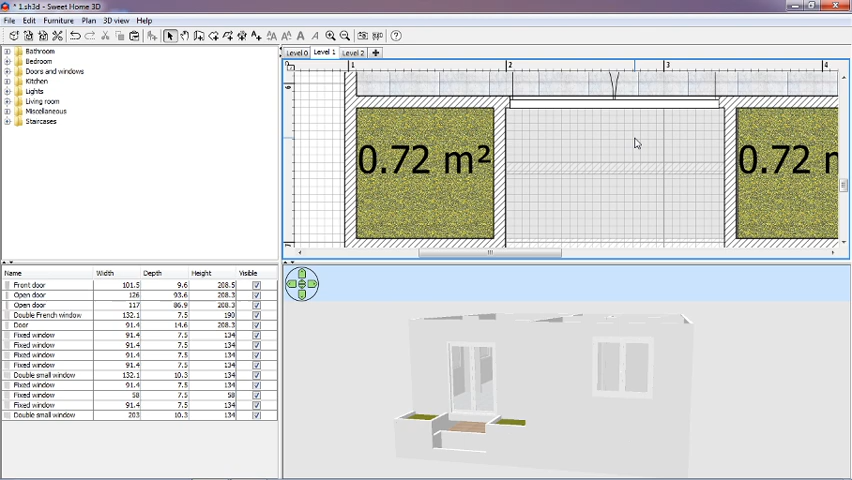 * 1.sh3d - Sweet Home 3D
File Edit Furniture Plan 3D view Help
Level 0 Level 1 Level 2
Bathroom
Bedroom
Doors and windows
Kitchen
Lights
Living room
Miscellaneous
Staircases
1 2 3 4
6
7
0.72 m² 0.72 m
Name Width Depth Height Visible
Front door 101.5 9.6 208.5
Open door 126 93.6 208.3
Open door 117 86.9 208.3
Double French window 132.1 7.5 190
Door 91.4 14.6 208.3
Fixed window 91.4 7.5 134
Fixed window 91.4 7.5 134
Fixed window 91.4 7.5 134
Fixed window 91.4 7.5 134
Double small window 132.1 10.3 134
Fixed window 91.4 7.5 134
Fixed window 58 7.5 58
Fixed window 91.4 7.5 134
Double small window 203 10.3 134